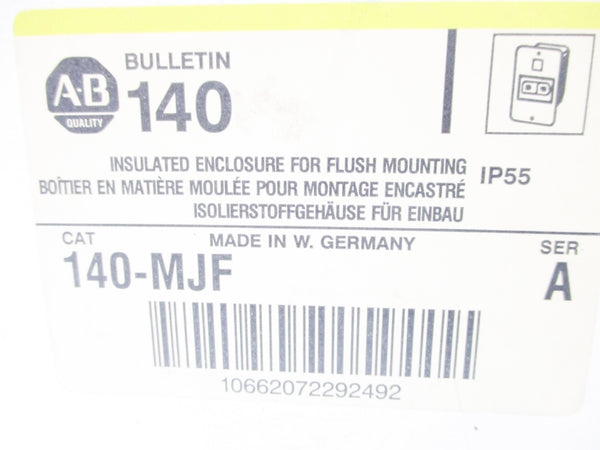 A-B
QUALITY
BULLETIN
140
INSULATED ENCLOSURE FOR FLUSH MOUNTING IP55
BOÎTIER EN MATIÈRE MOULÉE POUR MONTAGE ENCASTRÉ
ISOLIERSTOFFGEHÄUSE FÜR EINBAU
CAT MADE IN W. GERMANY SER
140-MJF A
10662072292492